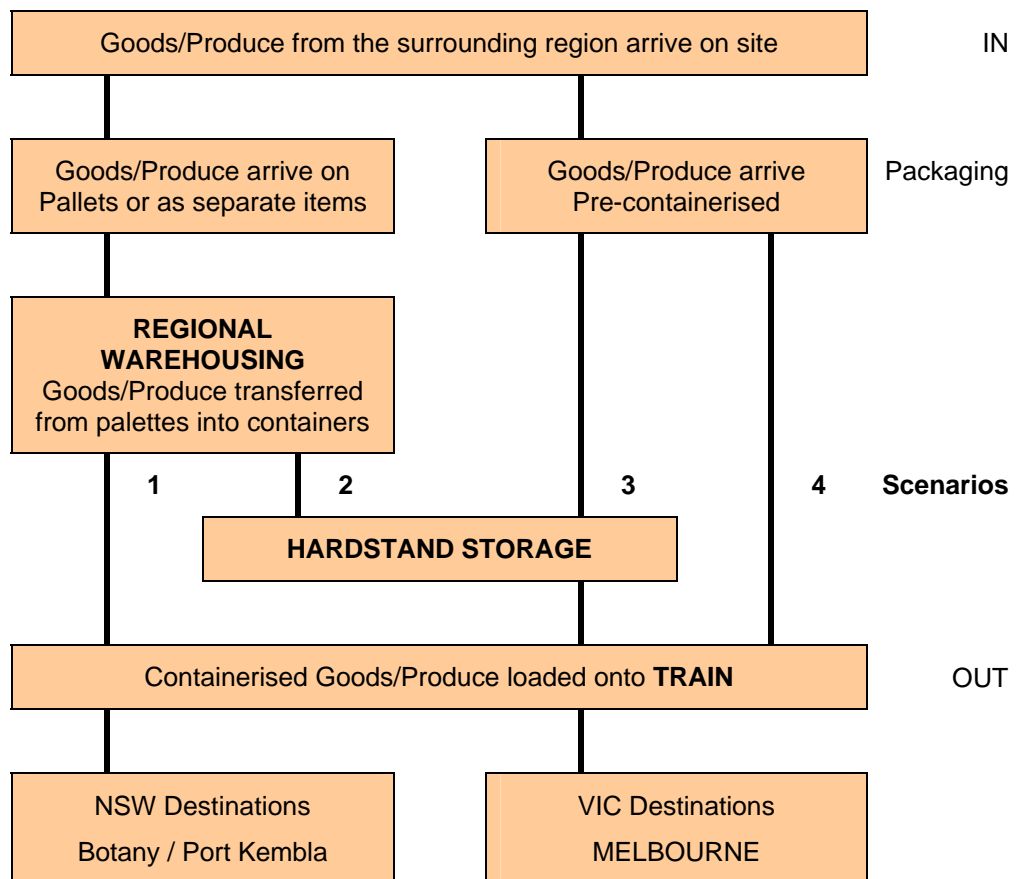 Goods/Produce from the surrounding region arrive on site
IN
Goods/Produce arrive on
Pallets or as separate items
Goods/Produce arrive
Pre-containerised
Packaging
REGIONAL
WAREHOUSING
Goods/Produce transferred
from palettes into containers
1
2
3
4
Scenarios
HARDSTAND STORAGE
Containerised Goods/Produce loaded onto TRAIN
OUT
NSW Destinations
Botany / Port Kembla
VIC Destinations
MELBOURNE